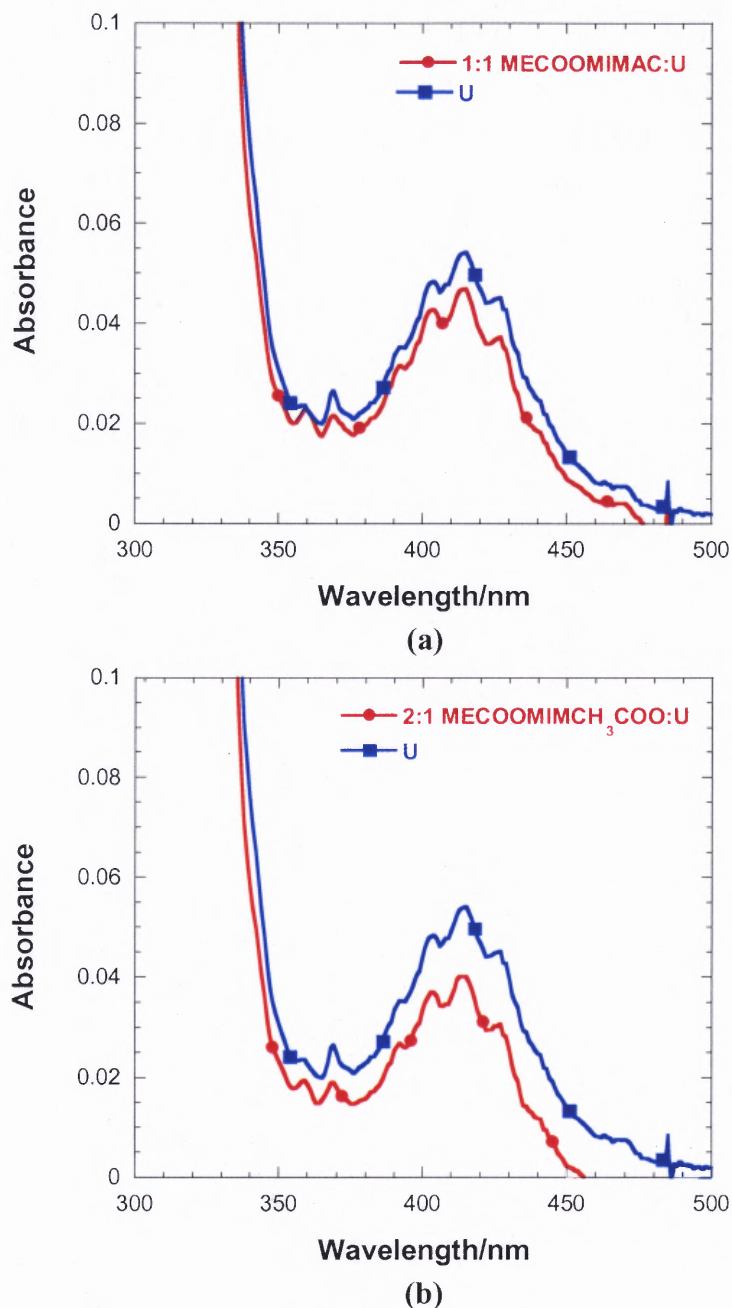 0.1
1:1 MECOOMIMAC:U
U
0.08
0.06
Absorbance
0.04
0.02
0
300 350 400 450 500
Wavelength/nm
(a)
0.1
2:1 MECOOMIMCH₃COO:U
U
0.08
0.06
Absorbance
0.04
0.02
0
300 350 400 450 500
Wavelength/nm
(b)